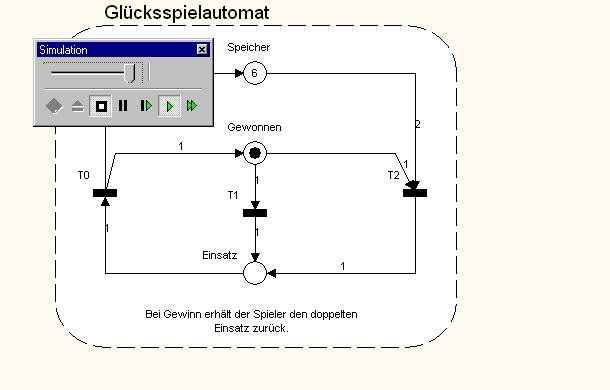 Glücksspielautomat
Simulation
Speicher
6
2
Gewonnen
1
1
T0
1
T2
T1
1
1
Einsatz
1
Bei Gewinn erhält der Spieler den doppelten
Einsatz zurück.